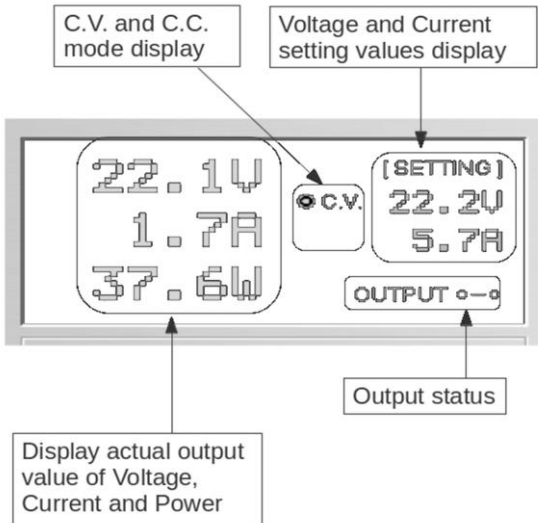 C.V. and C.C.
mode display
Voltage and Current
setting values display
22.1V
1.7A
37.6W
C.V.
[ SETTING ]
22.2V
5.7A
OUTPUT
Output status
Display actual output
value of Voltage,
Current and Power